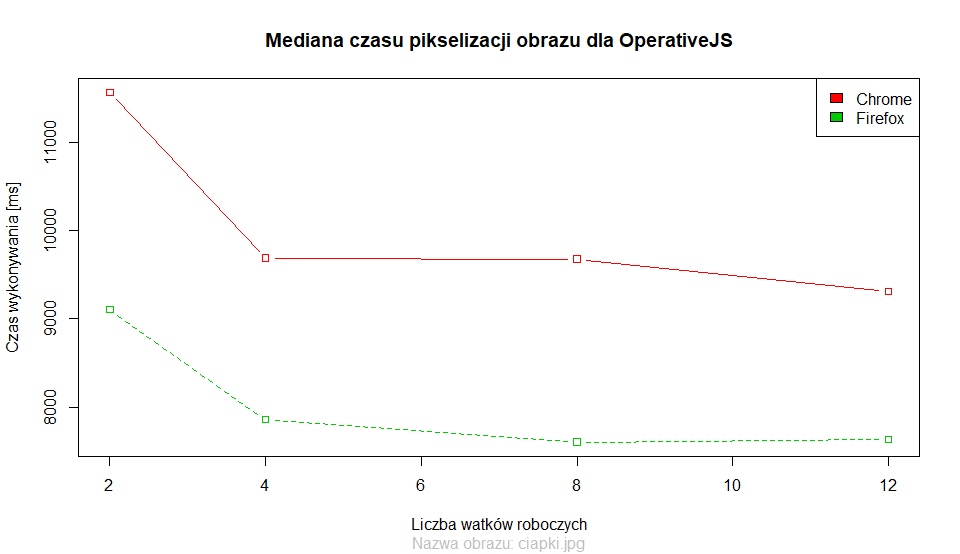 Mediana czasu pikselizacji obrazu dla OperativeJS
Chrome
Firefox
Czas wykonywania [ms]
11000
10000
9000
8000
2 4 6 8 10 12
Liczba watków roboczych
Nazwa obrazu: ciapki.jpg